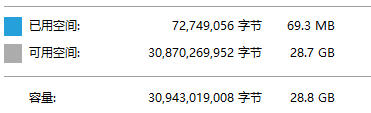 已用空间: 72,749,056 字节 69.3 MB
可用空间: 30,870,269,952 字节 28.7 GB
容量: 30,943,019,008 字节 28.8 GB